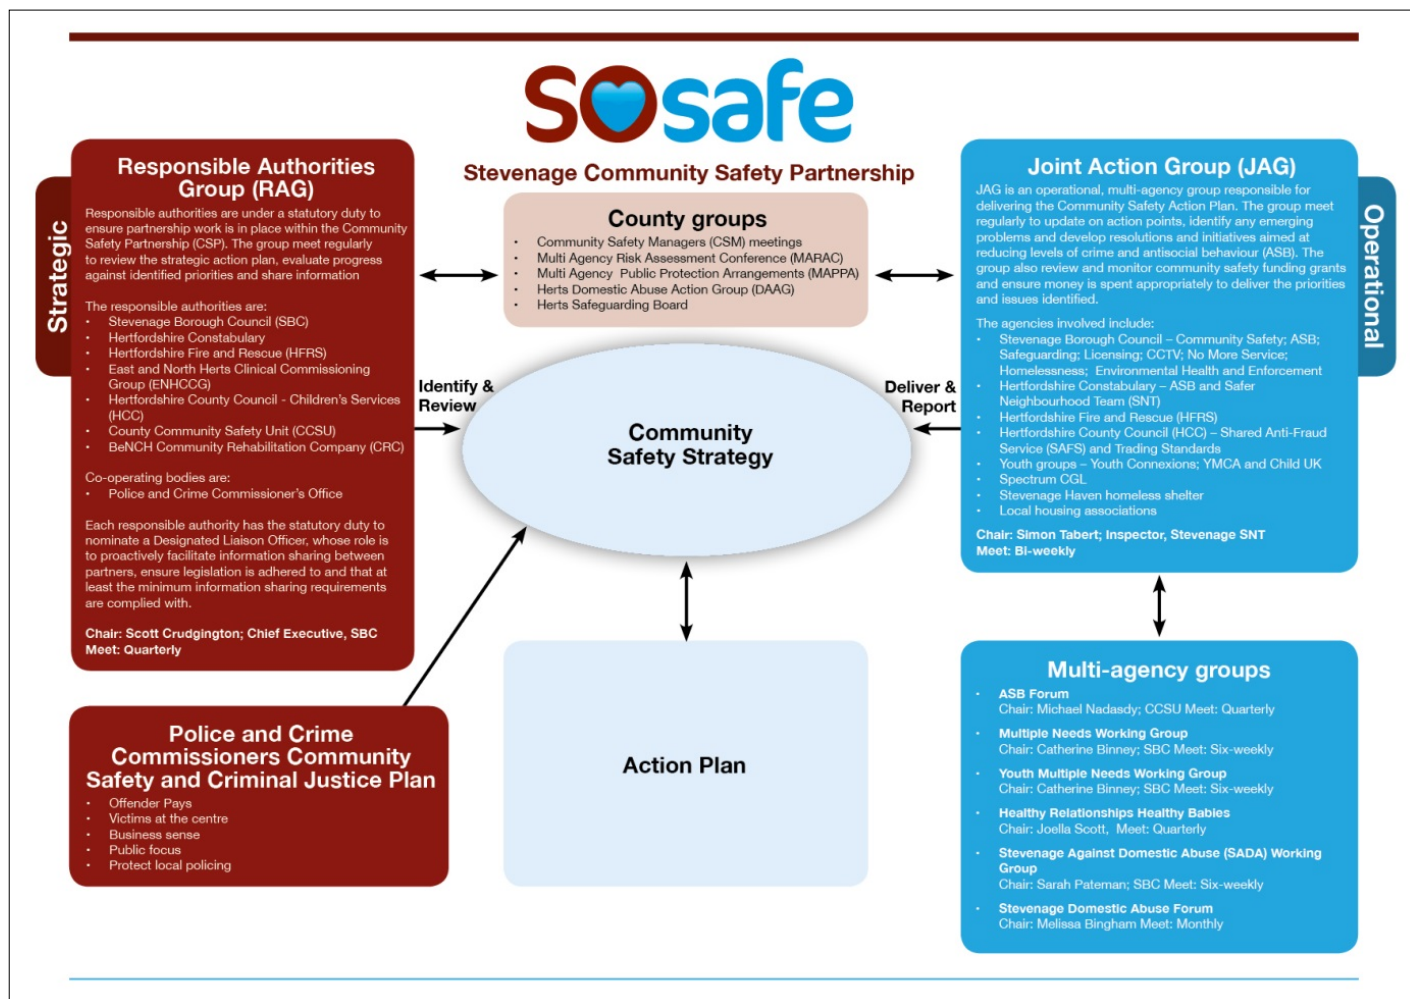 SOsafe
Stevenage Community Safety Partnership
Strategic
Responsible Authorities
Group (RAG)
Responsible authorities are under a statutory duty to
ensure partnership work is in place within the Community
Safety Partnership (CSP). The group meet regularly
to review the strategic action plan, evaluate progress
against identified priorities and share information
The responsible authorities are:
• Stevenage Borough Council (SBC)
• Hertfordshire Constabulary
• Hertfordshire Fire and Rescue (HFRS)
• East and North Herts Clinical Commissioning
Group (ENHCCG)
• Hertfordshire County Council - Children's Services
(HCC)
• County Community Safety Unit (CCSU)
• BeNCH Community Rehabilitation Company (CRC)
Co-operating bodies are:
• Police and Crime Commissioner's Office
Each responsible authority has the statutory duty to
nominate a Designated Liaison Officer, whose role is
to proactively facilitate information sharing between
partners, ensure legislation is adhered to and that at
least the minimum information sharing requirements
are complied with.
Chair: Scott Crudgington; Chief Executive, SBC
Meet: Quarterly
Police and Crime
Commissioners Community
Safety and Criminal Justice Plan
• Offender Pays
• Victims at the centre
• Business sense
• Public focus
• Protect local policing
County groups
• Community Safety Managers (CSM) meetings
• Multi Agency Risk Assessment Conference (MARAC)
• Multi Agency Public Protection Arrangements (MAPPA)
• Herts Domestic Abuse Action Group (DAAG)
• Herts Safeguarding Board
Identify &
Review
Community
Safety Strategy
Deliver &
Report
Action Plan
Operational
Joint Action Group (JAG)
JAG is an operational, multi-agency group responsible for
delivering the Community Safety Action Plan. The group meet
regularly to update on action points, identify any emerging
problems and develop resolutions and initiatives aimed at
reducing levels of crime and antisocial behaviour (ASB). The
group also review and monitor community safety funding grants
and ensure money is spent appropriately to deliver the priorities
and issues identified.
The agencies involved include:
• Stevenage Borough Council – Community Safety; ASB;
Safeguarding; Licensing; CCTV; No More Service;
Homelessness; Environmental Health and Enforcement
• Hertfordshire Constabulary – ASB and Safer
Neighbourhood Team (SNT)
• Hertfordshire Fire and Rescue (HFRS)
• Hertfordshire County Council (HCC) – Shared Anti-Fraud
Service (SAFS) and Trading Standards
• Youth groups – Youth Connexions; YMCA and Child UK
• Spectrum CGL
• Stevenage Haven homeless shelter
• Local housing associations
Chair: Simon Tabert; Inspector, Stevenage SNT
Meet: Bi-weekly
Multi-agency groups
• ASB Forum
Chair: Michael Nadasdy; CCSU Meet: Quarterly
• Multiple Needs Working Group
Chair: Catherine Binney; SBC Meet: Six-weekly
• Youth Multiple Needs Working Group
Chair: Catherine Binney; SBC Meet: Six-weekly
• Healthy Relationships Healthy Babies
Chair: Joella Scott, Meet: Quarterly
• Stevenage Against Domestic Abuse (SADA) Working
Group
Chair: Sarah Pateman; SBC Meet: Six-weekly
• Stevenage Domestic Abuse Forum
Chair: Melissa Bingham Meet: Monthly